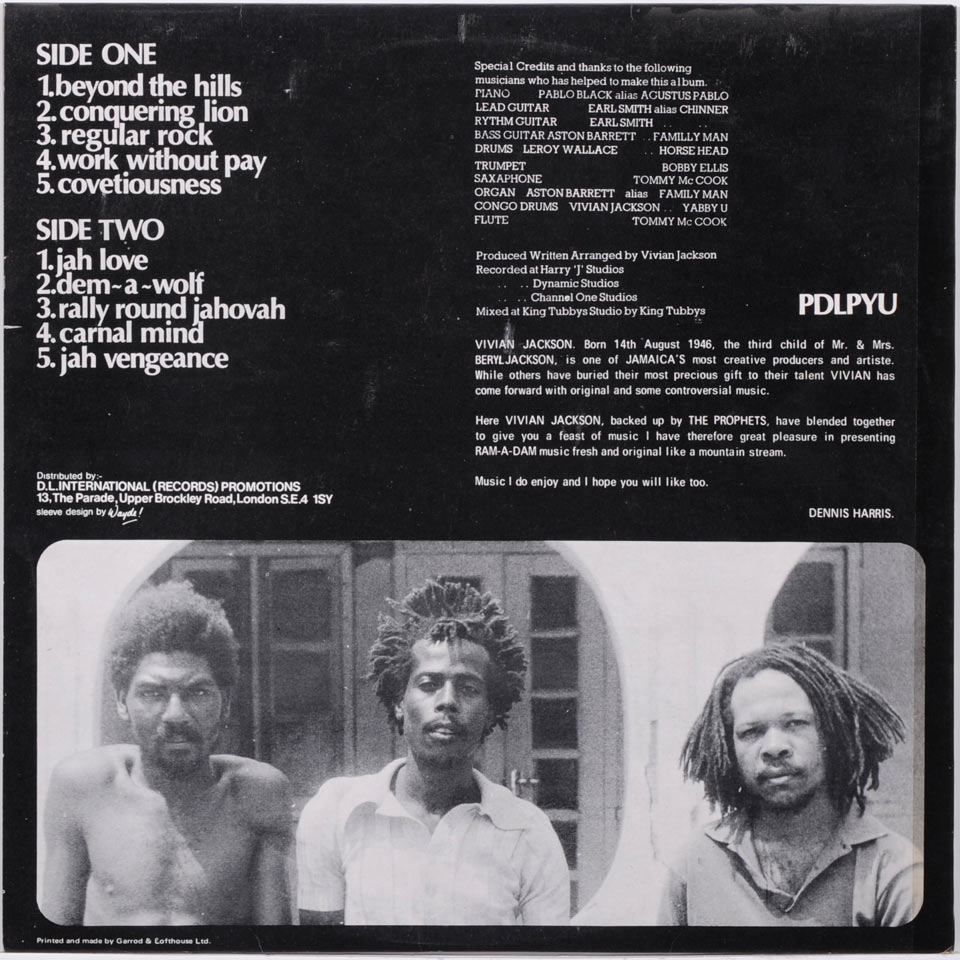 SIDE ONE
1.beyond the hills
2. conquering lion
3. regular rock
4.work without pay
5. covetiousness
SIDE TWO
1.jah love
2.dem~a~wolf
3.rally round jahovah
4. carnal mind
5. jah vengeance
Distributed by:-
D.L.INTERNATIONAL (RECORDS) PROMOTIONS
13,The Parade, Upper Brockley Road, London S.E.4 1SY
sleeve design by Wayde!
Special Credits and thanks to the following
musicians who has helped to make this album.
PIANO PABLO BLACK alias AGUSTUS PABLO
LEAD GUITAR EARL SMITH alias CHINNER
RYTHM GUITAR EARL SMITH . . . .
BASS GUITAR ASTON BARRETT . . FAMILLY MAN
DRUMS LEROY WALLACE . . HORSE HEAD
TRUMPET BOBBY ELLIS
SAXAPHONE TOMMY Mc COOK
ORGAN ASTON BARRETT alias FAMILY MAN
CONGO DRUMS VIVIAN JACKSON . . YABBY U
FLUTE TOMMY Mc COOK
Produced Written Arranged by Vivian Jackson
Recorded at Harry 'J' Studios
. . . . Dynamic Studios
. . . . Channel One Studios
Mixed at King Tubbys Studio by King Tubbys
PDLPYU
VIVIAN JACKSON. Born 14th August 1946, the third child of Mr. & Mrs.
BERYL JACKSON, is one of JAMAICA'S most creative producers and artiste.
While others have buried their most precious gift to their talent VIVIAN has
come forward with original and some controversial music.
Here VIVIAN JACKSON, backed up by THE PROPHETS, have blended together
to give you a feast of music I have therefore great pleasure in presenting
RAM-A-DAM music fresh and original like a mountain stream.
Music I do enjoy and I hope you will like too.
DENNIS HARRIS.
Printed and made by Garrod & Lofthouse Ltd.